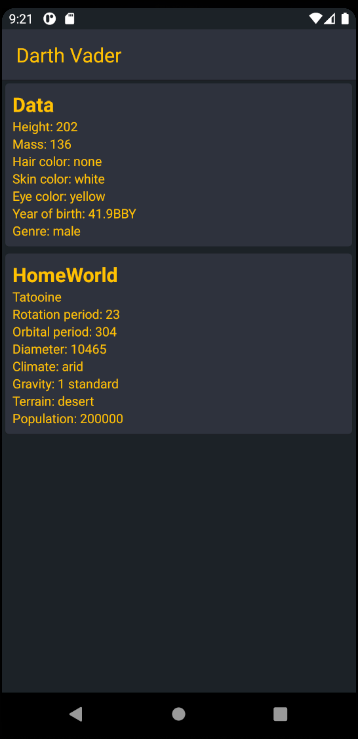 9:21
Darth Vader
Data
Height: 202
Mass: 136
Hair color: none
Skin color: white
Eye color: yellow
Year of birth: 41.9BBY
Genre: male
HomeWorld
Tatooine
Rotation period: 23
Orbital period: 304
Diameter: 10465
Climate: arid
Gravity: 1 standard
Terrain: desert
Population: 200000